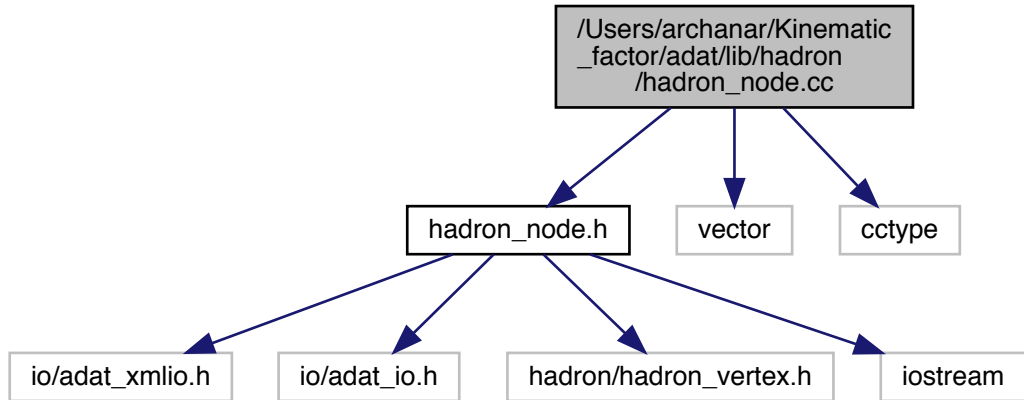 /Users/archanar/Kinematic
_factor/adat/lib/hadron
/hadron_node.cc
hadron_node.h
vector
cctype
io/adat_xmlio.h
io/adat_io.h
hadron/hadron_vertex.h
iostream